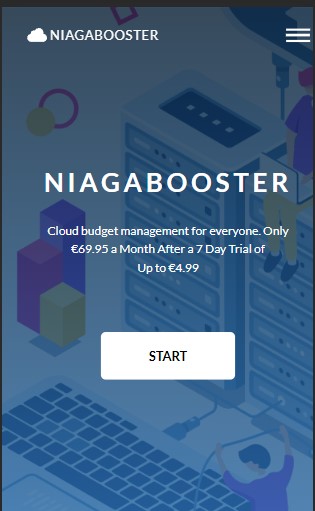 NIAGABOOSTER
NIAGABOOSTER
Cloud budget management for everyone. Only
€69.95 a Month After a 7 Day Trial of
Up to €4.99
START